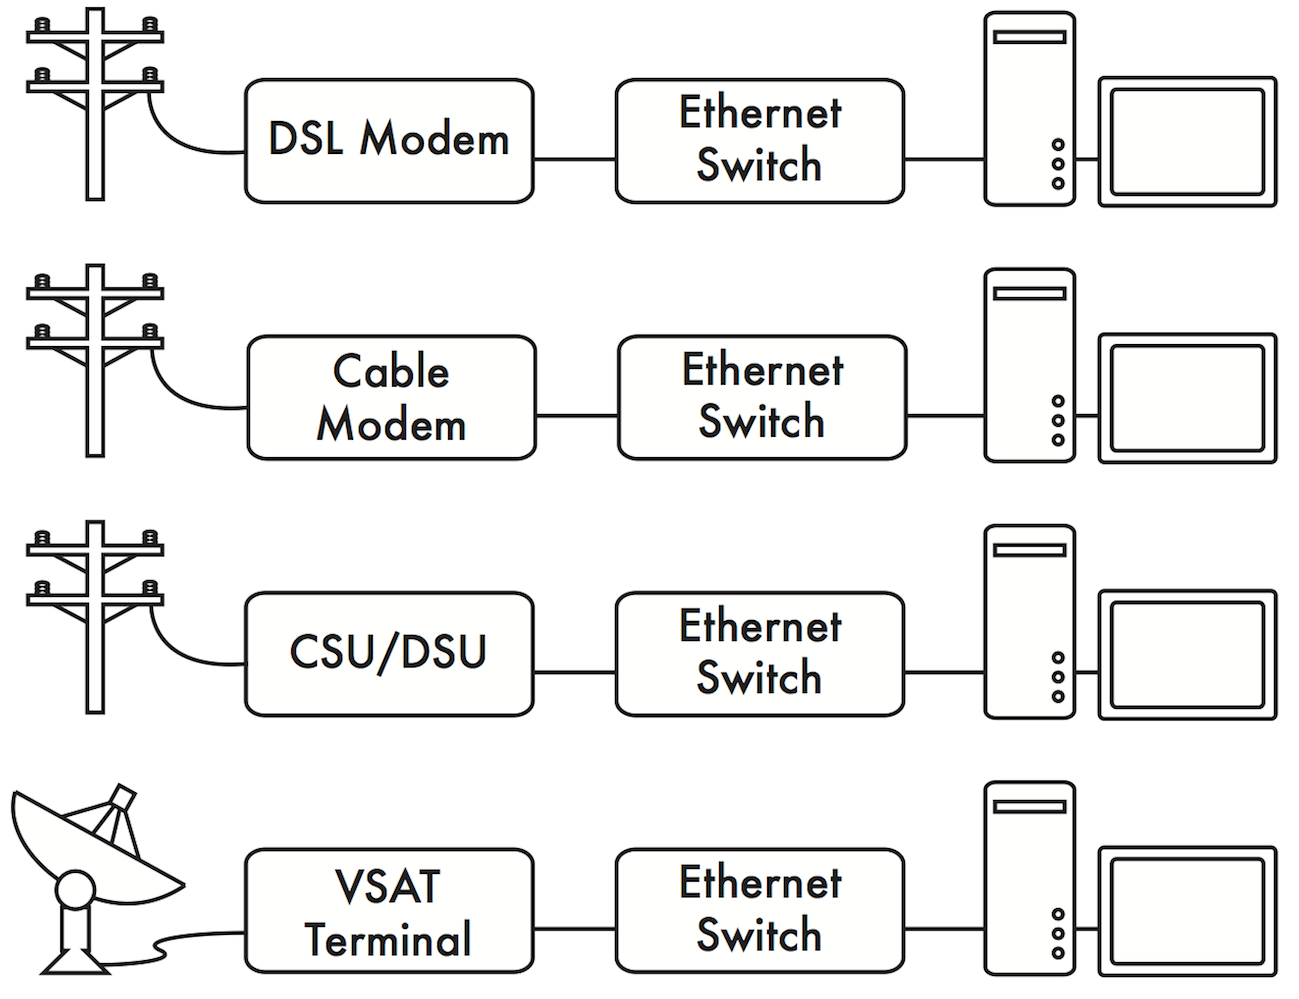 DSL Modem
Ethernet
Switch
Cable
Modem
Ethernet
Switch
CSU/DSU
Ethernet
Switch
VSAT
Terminal
Ethernet
Switch